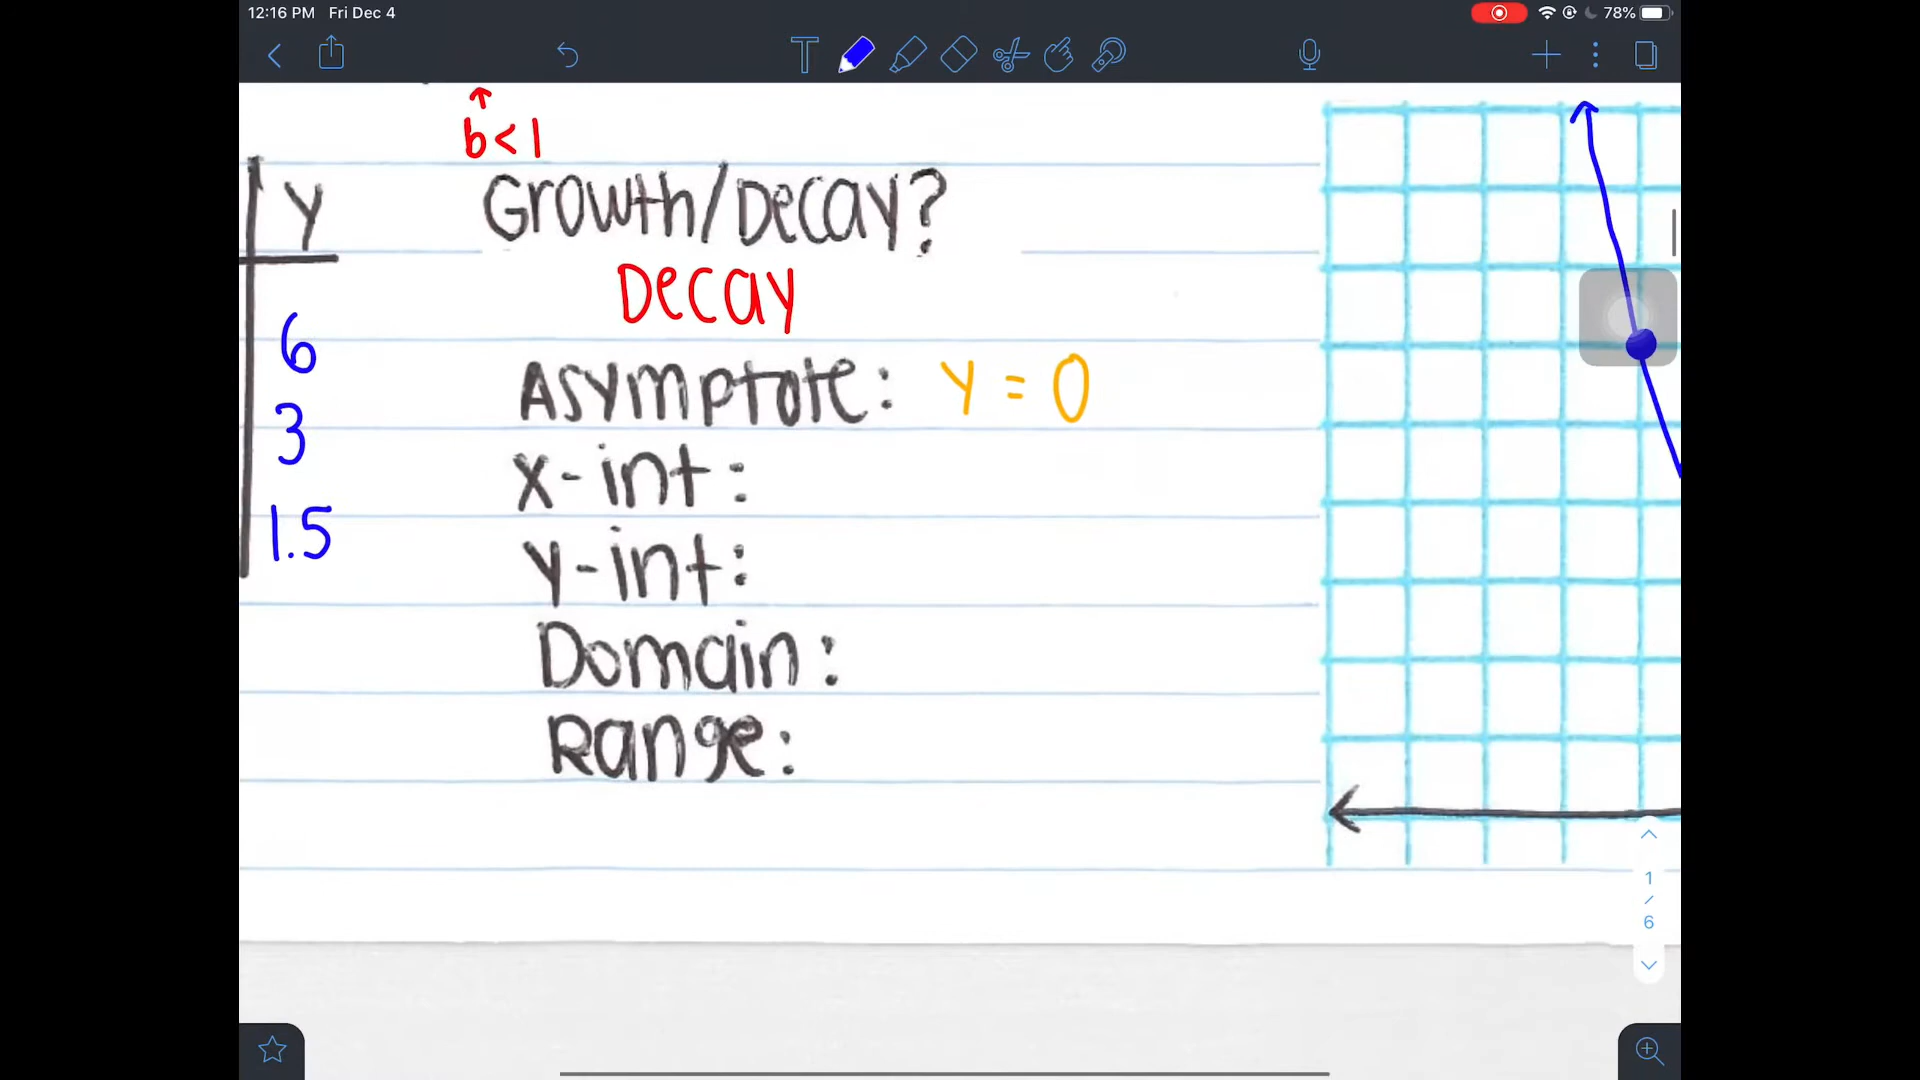 12:16 PM Fri Dec 4
78%
T
b < 1
Y
Growth/Decay?
Decay
6
Asymptote: y = 0
3
x-int:
1.5
y-int:
Domain:
Range:
1
/
6